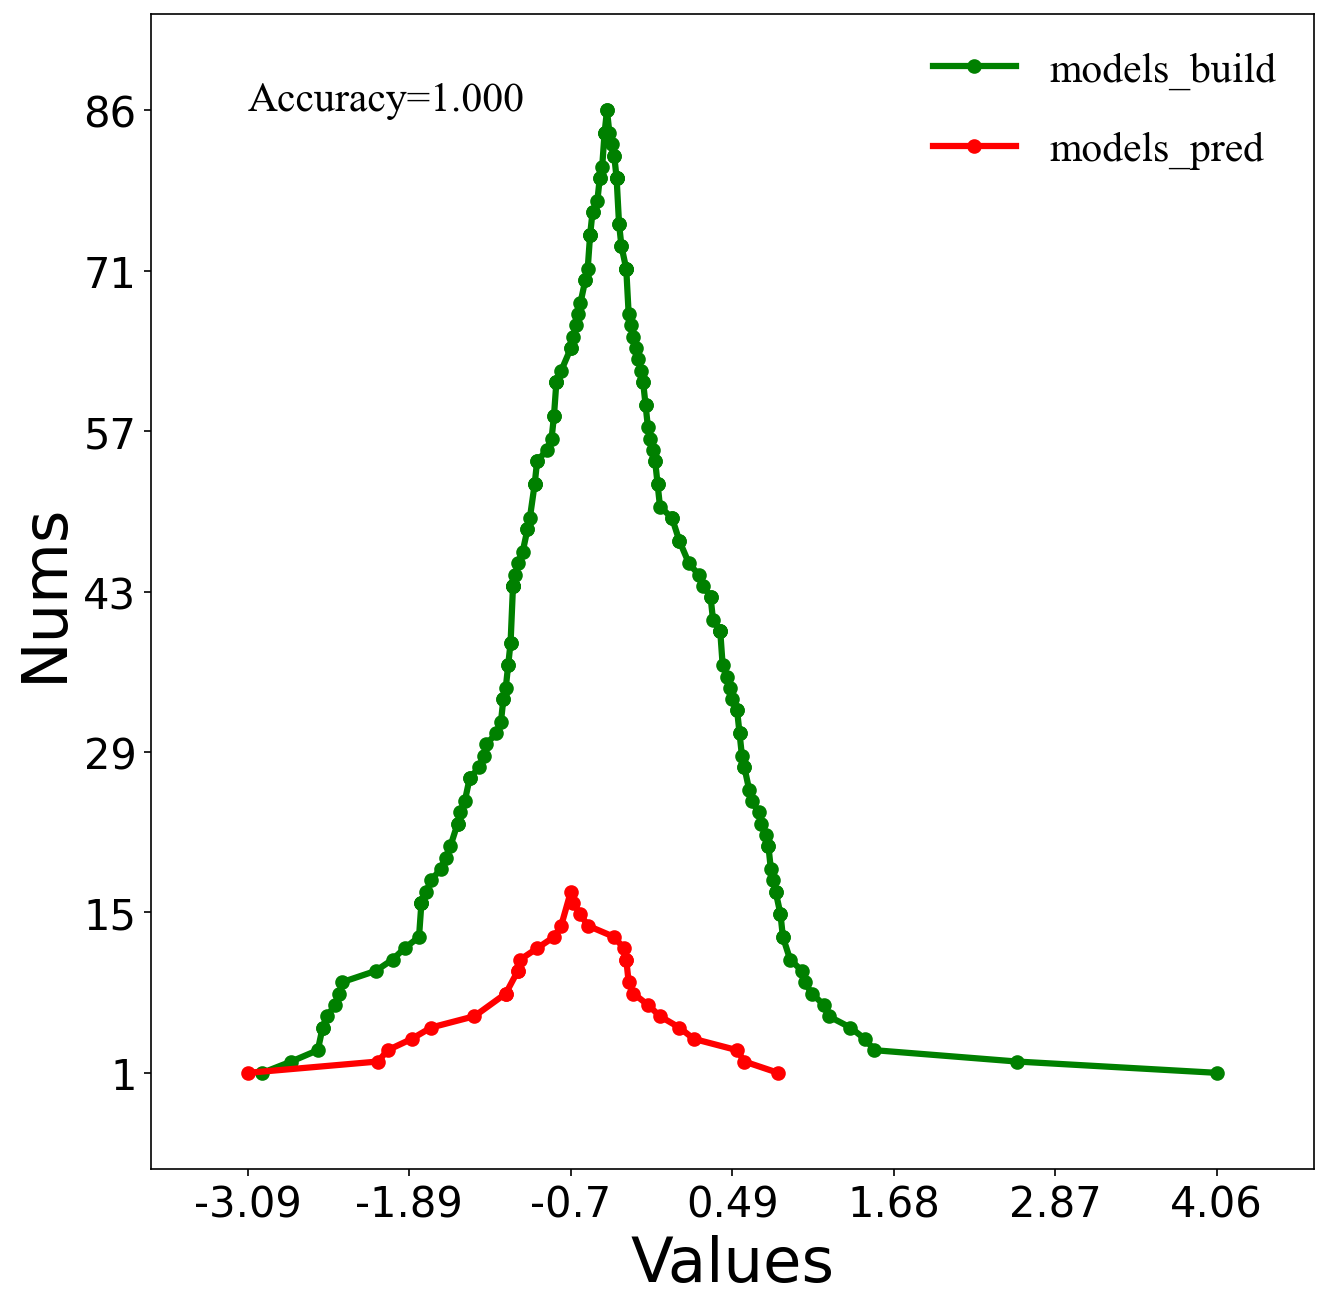 models_build
Accuracy=1.000
models_pred
86
71
57
43
29
15
1
Nums
-3.09 -1.89 -0.7 0.49 1.68 2.87 4.06
Values